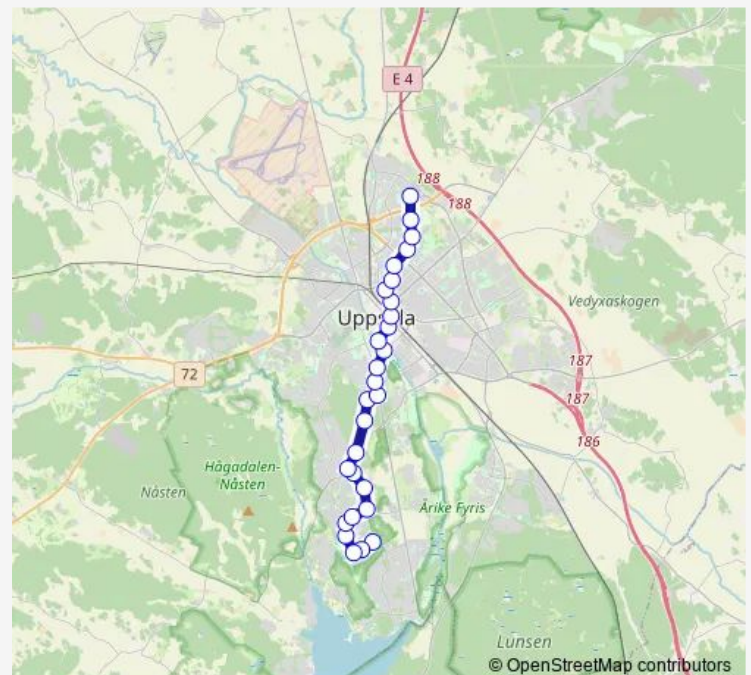 E 4
188
188
Uppsala
Vedyxaskogen
72
187
187
186
Hågadalen-
Nåsten
Nåsten
Årike Fyris
Lunsen
© OpenStreetMap contributors